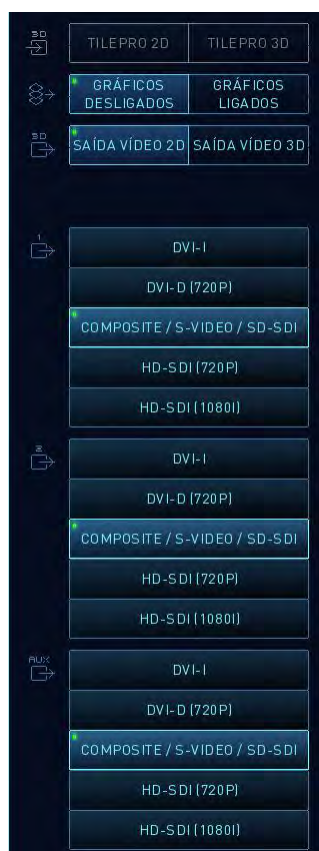 3D
TILEPRO 2D TILEPRO 3D
GRÁFICOS DESLIGADOS
GRÁFICOS LIGADOS
3D
SAÍDA VÍDEO 2D SAÍDA VÍDEO 3D
1
DVI-I
DVI-D (720P)
COMPOSITE / S-VIDEO / SD-SDI
HD-SDI (720P)
HD-SDI (1080I)
2
DVI-I
DVI-D (720P)
COMPOSITE / S-VIDEO / SD-SDI
HD-SDI (720P)
HD-SDI (1080I)
AUX
DVI-I
DVI-D (720P)
COMPOSITE / S-VIDEO / SD-SDI
HD-SDI (720P)
HD-SDI (1080I)